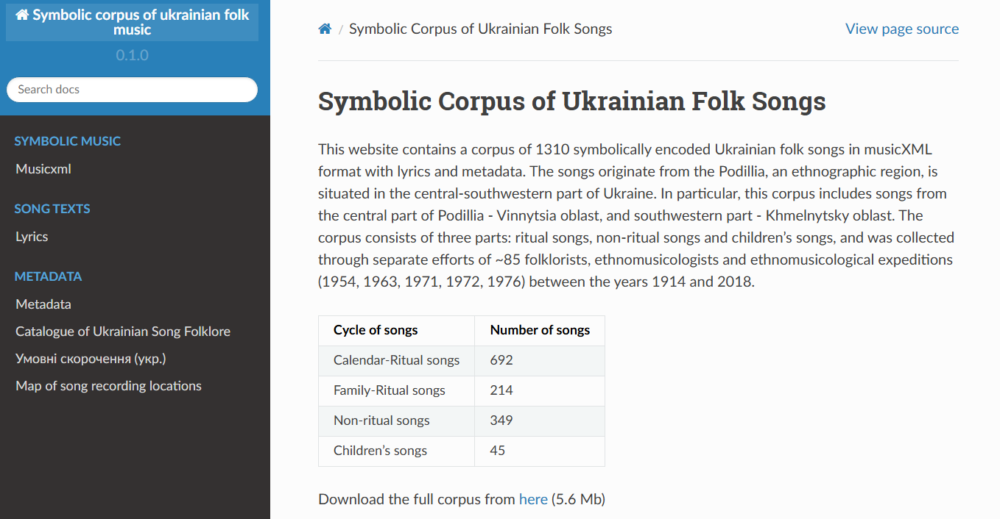 Symbolic corpus of ukrainian folk
music
0.1.0
Search docs
SYMBOLIC MUSIC
Musicxml
SONG TEXTS
Lyrics
METADATA
Metadata
Catalogue of Ukrainian Song Folklore
Умовні скорочення (укр.)
Map of song recording locations
/ Symbolic Corpus of Ukrainian Folk Songs
View page source
Symbolic Corpus of Ukrainian Folk Songs
This website contains a corpus of 1310 symbolically encoded Ukrainian folk songs in musicXML
format with lyrics and metadata. The songs originate from the Podillia, an ethnographic region, is
situated in the central-southwestern part of Ukraine. In particular, this corpus includes songs from
the central part of Podillia - Vinnytsia oblast, and southwestern part - Khmelnytsky oblast. The
corpus consists of three parts: ritual songs, non-ritual songs and children’s songs, and was collected
through separate efforts of ~85 folklorists, ethnomusicologists and ethnomusicological expeditions
(1954, 1963, 1971, 1972, 1976) between the years 1914 and 2018.
Cycle of songs Number of songs
Calendar-Ritual songs 692
Family-Ritual songs 214
Non-ritual songs 349
Children’s songs 45
Download the full corpus from here (5.6 Mb)